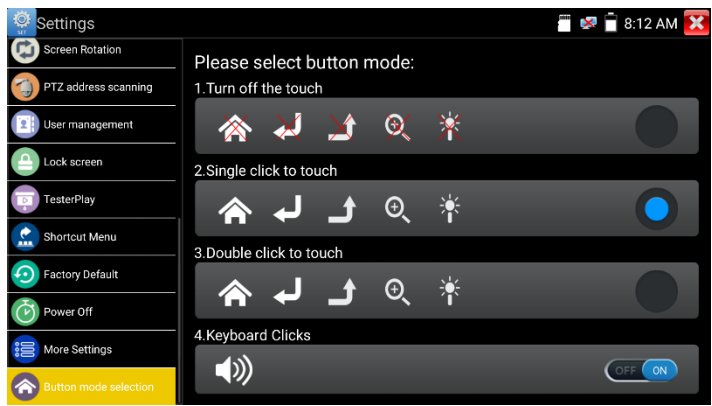 Settings
SET
8:12 AM
Screen Rotation
PTZ address scanning
User management
Lock screen
TesterPlay
Shortcut Menu
Factory Default
Power Off
More Settings
Button mode selection
Please select button mode:
1.Turn off the touch
2.Single click to touch
3.Double click to touch
4.Keyboard Clicks
OFF ON